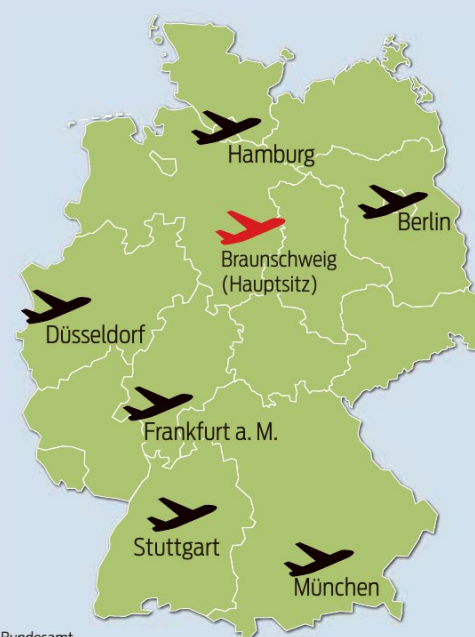 Hamburg
Berlin
Braunschweig
(Hauptsitz)
Düsseldorf
Frankfurt a. M.
Stuttgart
München